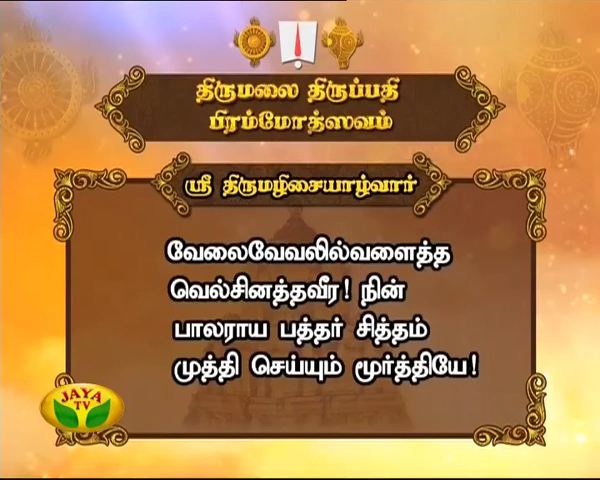 திருமலை திருப்பதி
பிரம்மோத்ஸவம்
ஸ்ரீ திருமழிசையாழ்வார்
வேலைவேவலில்வளைத்த
வெல்சினத்தவீர! நின்
பாலராய பத்தர் சித்தம்
முத்தி செய்யும் மூர்த்தியே!
JAYA
TV